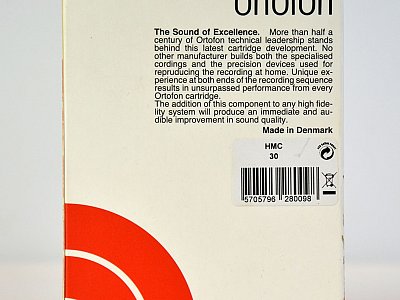 ortofon
The Sound of Excellence. More than half a
century of Ortofon technical leadership stands
behind this latest cartridge development. No
other manufacturer builds both the specialised
cordings and the precision devices used for
repruducing the recording at home. Unique ex-
perience at both ends of the recording sequence
results in unsurpassed performance from every
Ortofon cartridge.
The addition of this component to any high fide-
lity system will produce an immediate and au-
dible improvement in sound quality.
Made in Denmark
HMC
30
5705796 280098